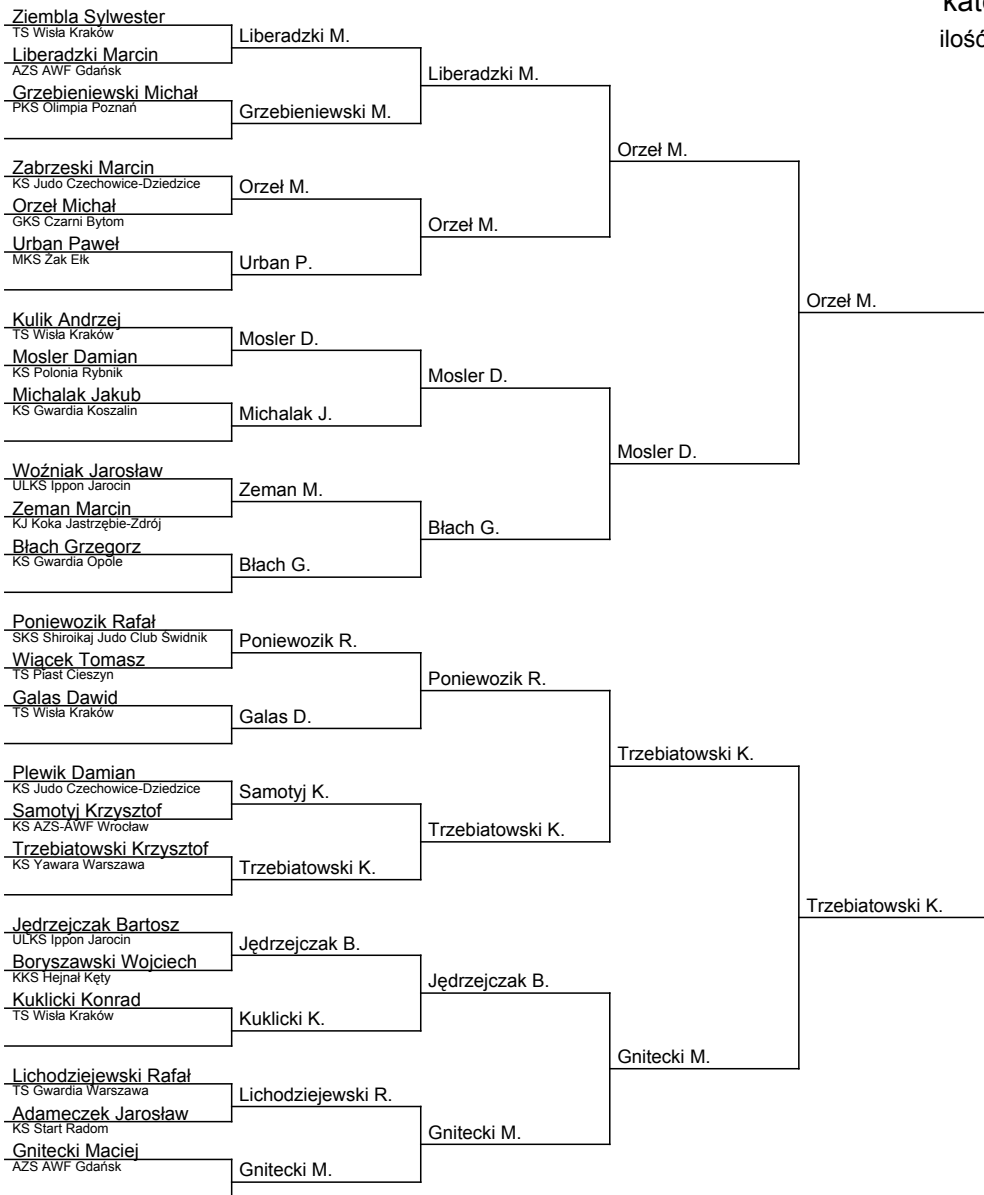 kat
ilość
Ziembla Sylwester
TS Wisła Kraków
Liberadzki Marcin
AZS AWF Gdańsk
Grzebieniewski Michał
PKS Olimpia Poznań
Zabrzeski Marcin
KS Judo Czechowice-Dziedzice
Orzeł Michał
GKS Czarni Bytom
Urban Paweł
MKS Żak Ełk
Kulik Andrzej
TS Wisła Kraków
Mosler Damian
KS Polonia Rybnik
Michalak Jakub
KS Gwardia Koszalin
Woźniak Jarosław
ULKS Ippon Jarocin
Zeman Marcin
KJ Koka Jastrzębie-Zdrój
Błach Grzegorz
KS Gwardia Opole
Poniewozik Rafał
SKS Shiroikaj Judo Club Świdnik
Wiącek Tomasz
TS Piast Cieszyn
Galas Dawid
TS Wisła Kraków
Plewik Damian
KS Judo Czechowice-Dziedzice
Samotyj Krzysztof
KS AZS-AWF Wrocław
Trzebiatowski Krzysztof
KS Yawara Warszawa
Jędrzejczak Bartosz
ULKS Ippon Jarocin
Boryszawski Wojciech
KKS Hejnał Kęty
Kuklicki Konrad
TS Wisła Kraków
Lichodziejewski Rafał
TS Gwardia Warszawa
Adameczek Jarosław
KS Start Radom
Gnitecki Maciej
AZS AWF Gdańsk
Liberadzki M.
Grzebieniewski M.
Orzeł M.
Urban P.
Mosler D.
Michalak J.
Zeman M.
Błach G.
Poniewozik R.
Galas D.
Samotyj K.
Trzebiatowski K.
Jędrzejczak B.
Kuklicki K.
Lichodziejewski R.
Gnitecki M.
Liberadzki M.
Orzeł M.
Mosler D.
Błach G.
Poniewozik R.
Trzebiatowski K.
Jędrzejczak B.
Gnitecki M.
Orzeł M.
Mosler D.
Trzebiatowski K.
Gnitecki M.
Orzeł M.
Trzebiatowski K.